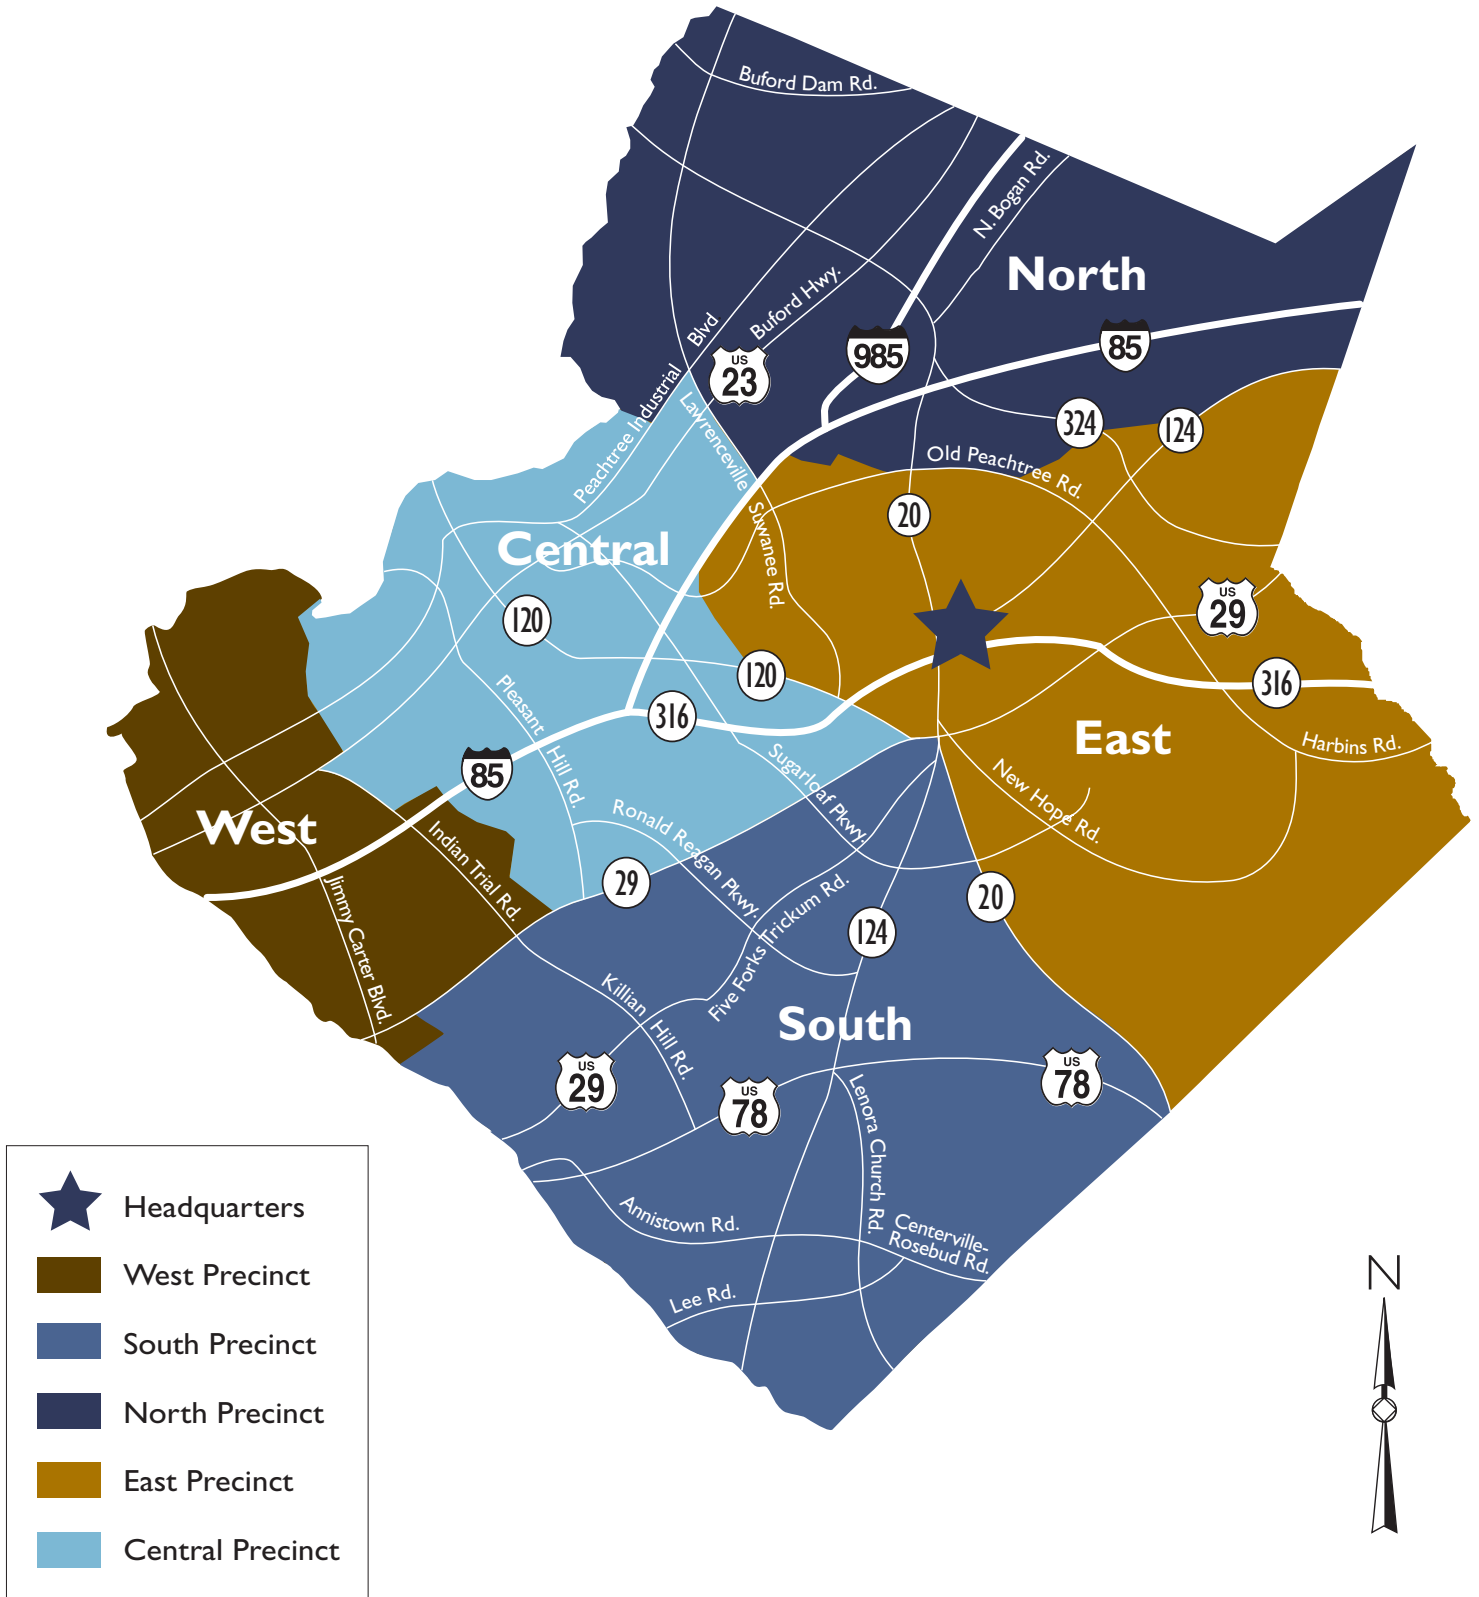 Buford Dam Rd.
N. Bogan Rd.
North
Buford Hwy.
Peachtree Industrial Blvd
US
23
985
85
324
124
Lawrenceville Suwanee Rd.
Old Peachtree Rd.
20
Central
120
120
US
29
316
316
Pleasant Hill Rd.
85
Sugarloaf Pkwy.
East
Harbins Rd.
New Hope Rd.
West
Ronald Reagan Pkwy.
Indian Trial Rd.
29
20
Jimmy Carter Blvd.
Five Forks Trickum Rd.
124
Killian Hill Rd.
South
US
29
US
78
US
78
Lenora Church Rd.
Annistown Rd.
Centerville-
Rosebud Rd.
Lee Rd.
N
Headquarters
West Precinct
South Precinct
North Precinct
East Precinct
Central Precinct